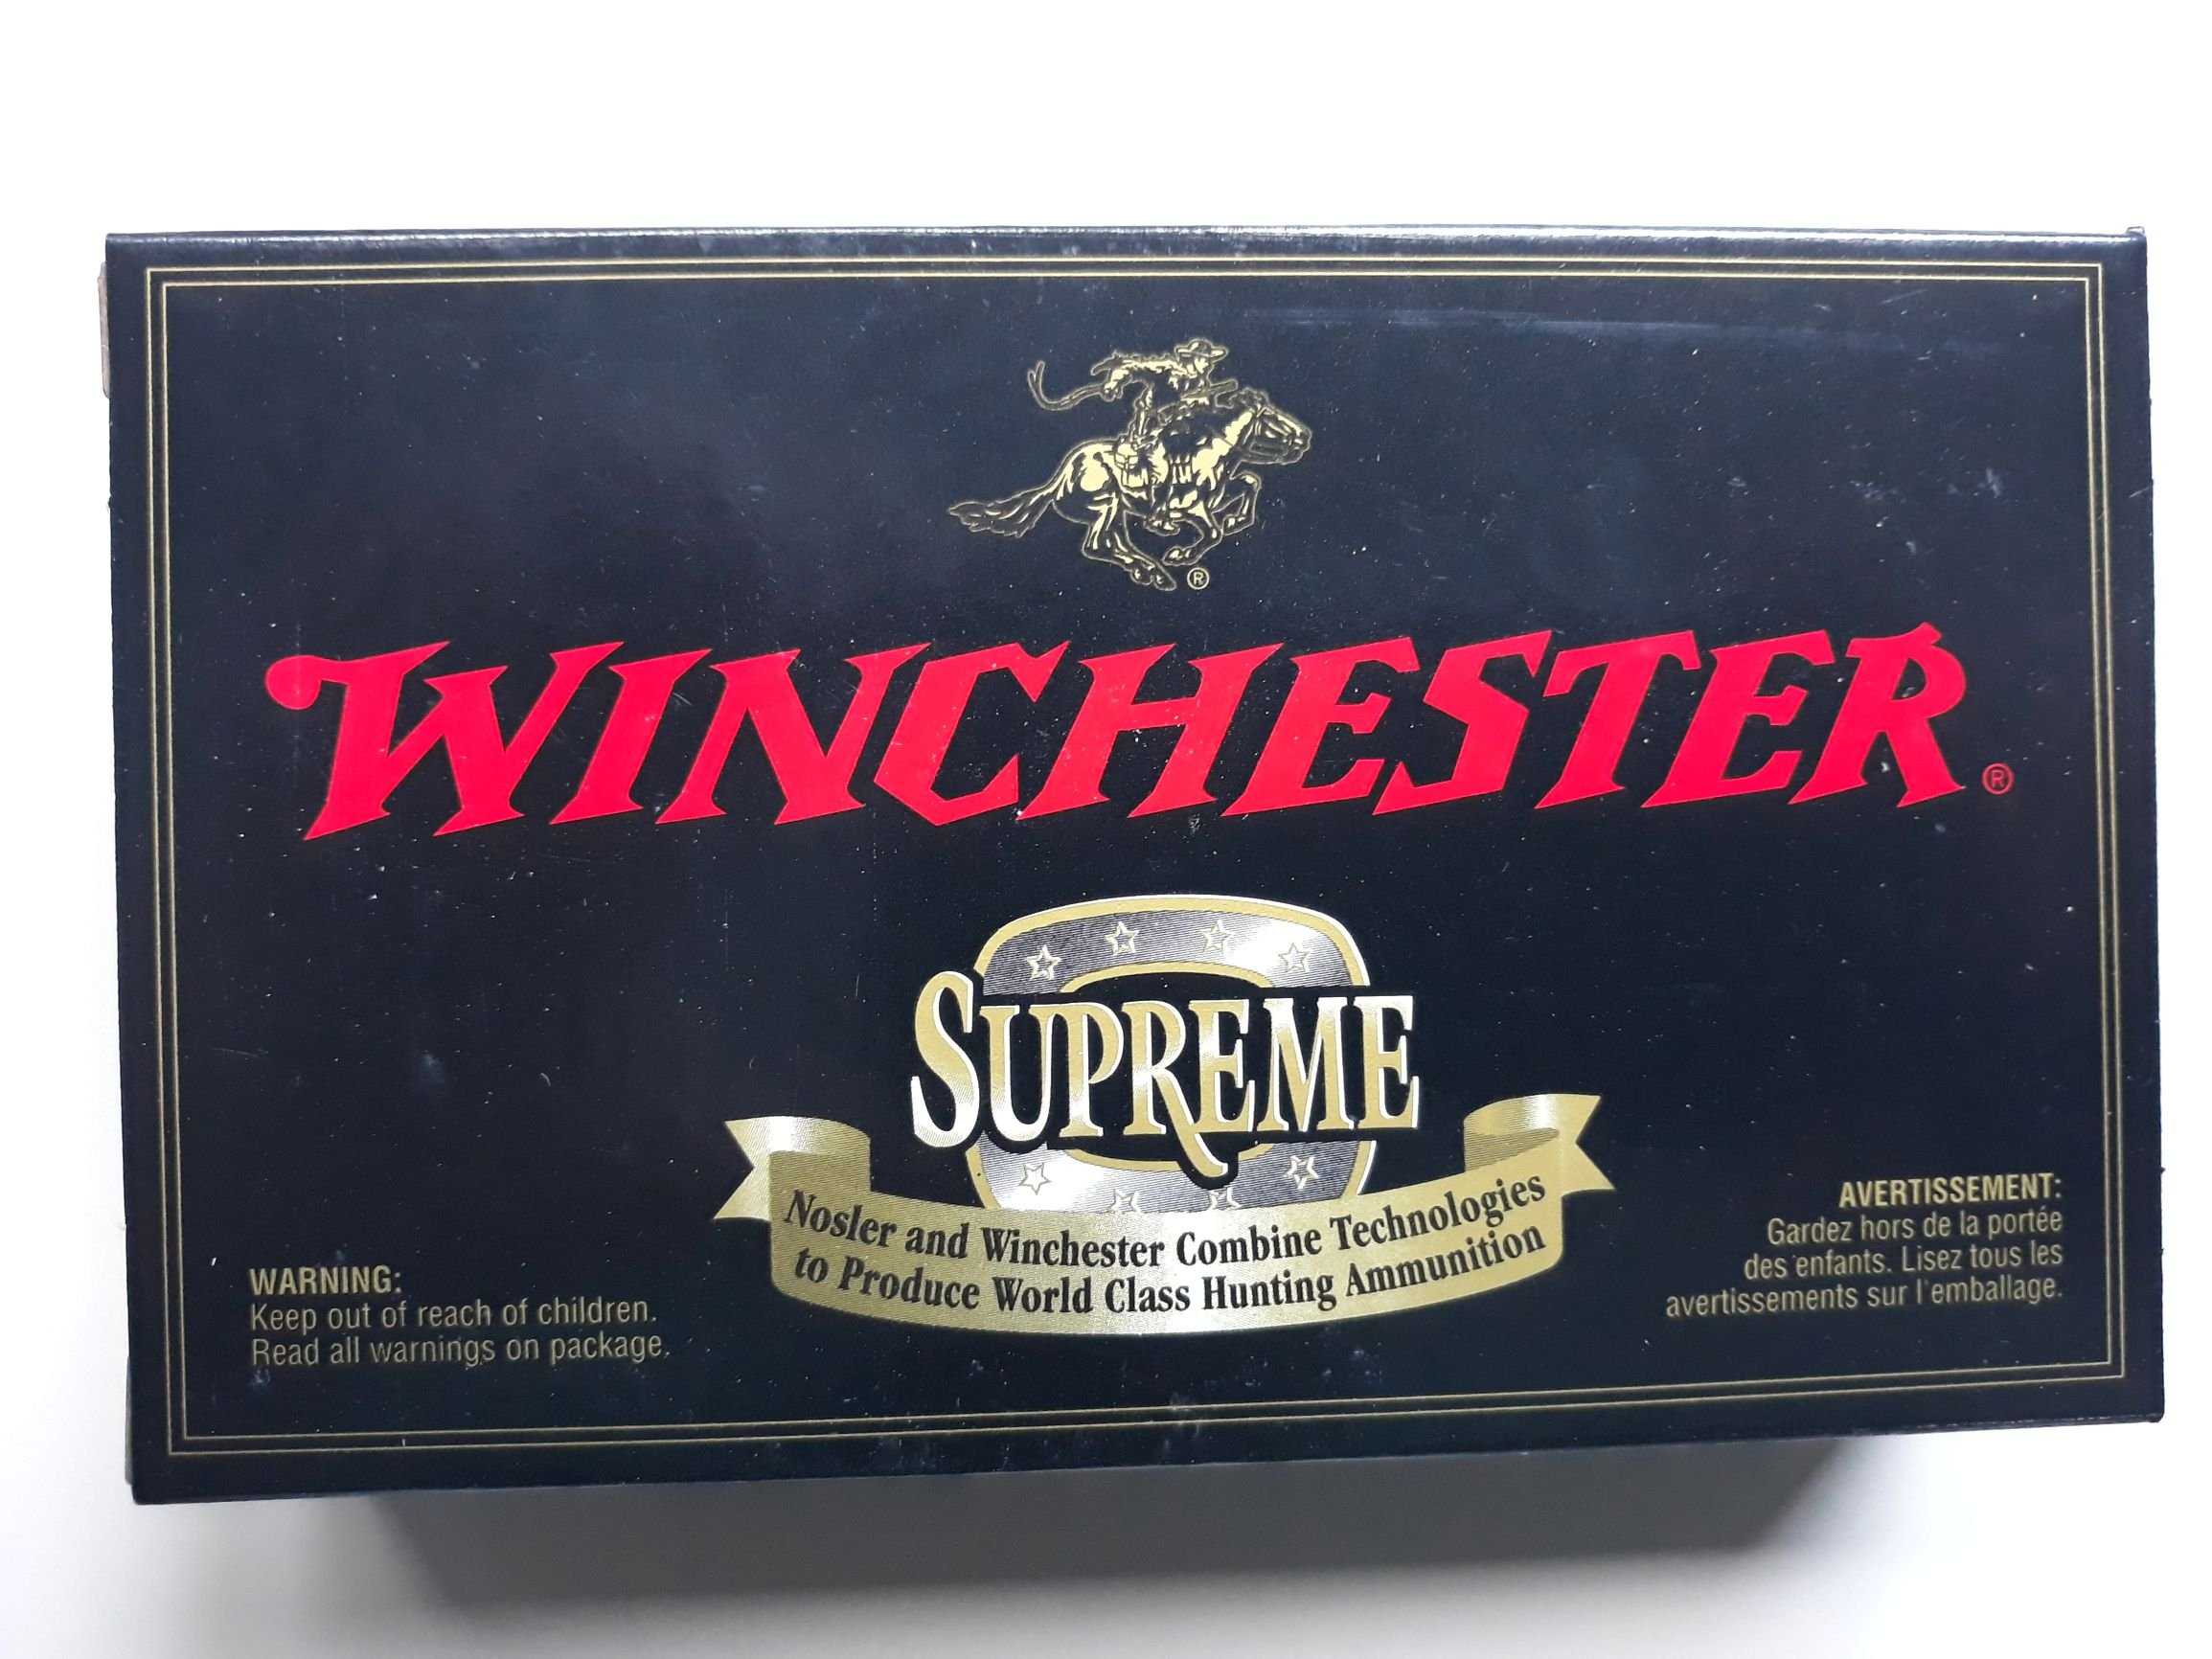 ®
WINCHESTER®
SUPREME
Nosler and Winchester Combine Technologies
to Produce World Class Hunting Ammunition
WARNING:
Keep out of reach of children.
Read all warnings on package.
AVERTISSEMENT:
Gardez hors de la portée
des enfants. Lisez tous les
avertissements sur l'emballage.